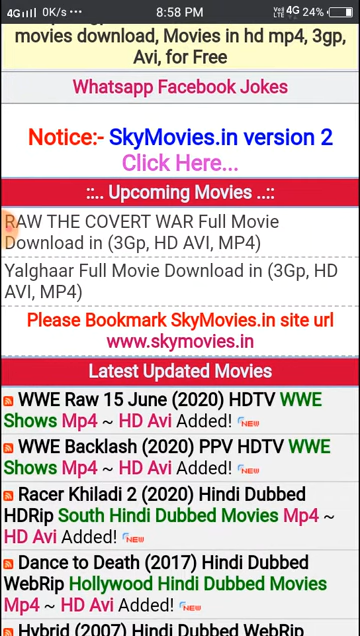 4G 0K/s ··· 8:58 PM VoLTE 4G 24%
movies download, Movies in hd mp4, 3gp,
Avi, for Free
Whatsapp Facebook Jokes
Notice:- SkyMovies.in version 2
Click Here...
::.. Upcoming Movies ..::
RAW THE COVERT WAR Full Movie
Download in (3Gp, HD AVI, MP4)
Yalghaar Full Movie Download in (3Gp, HD
AVI, MP4)
Please Bookmark SkyMovies.in site url
www.skymovies.in
Latest Updated Movies
WWE Raw 15 June (2020) HDTV WWE
Shows Mp4 ~ HD Avi Added! NEW
WWE Backlash (2020) PPV HDTV WWE
Shows Mp4 ~ HD Avi Added! NEW
Racer Khiladi 2 (2020) Hindi Dubbed
HDRip South Hindi Dubbed Movies Mp4 ~
HD Avi Added! NEW
Dance to Death (2017) Hindi Dubbed
WebRip Hollywood Hindi Dubbed Movies
Mp4 ~ HD Avi Added! NEW
Hybrid (2007) Hindi Dubbed WebRip